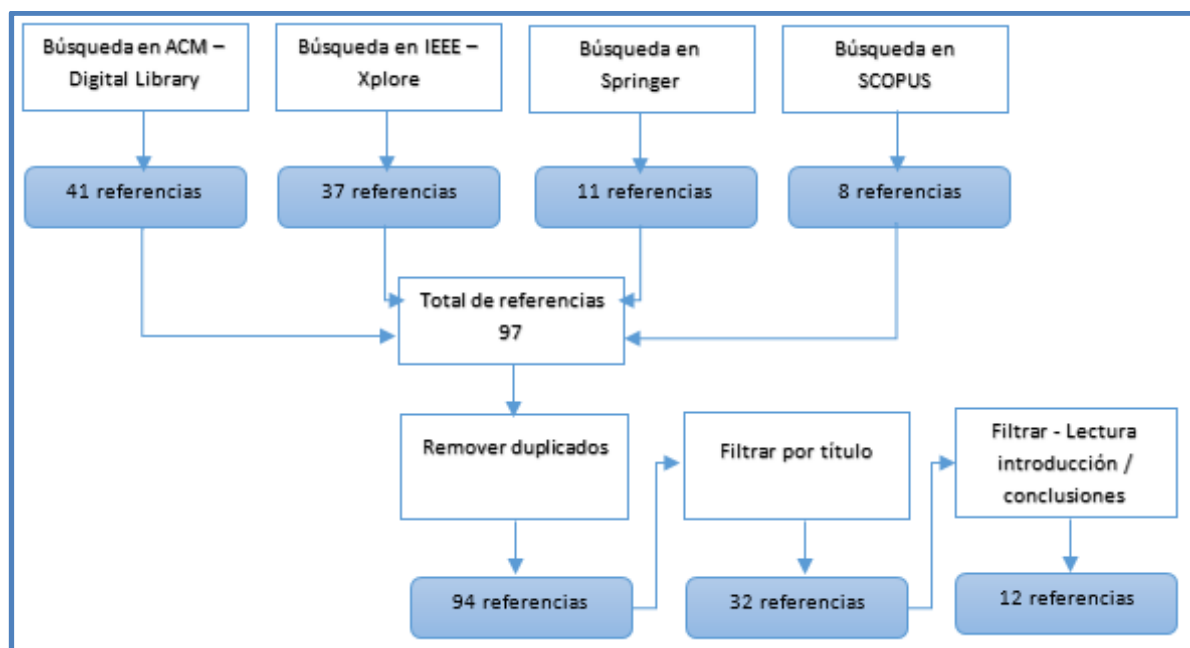 Búsqueda en ACM –
Digital Library
Búsqueda en IEEE –
Xplore
Búsqueda en
Springer
Búsqueda en
SCOPUS
41 referencias
37 referencias
11 referencias
8 referencias
Total de referencias
97
Remover duplicados
Filtrar por título
Filtrar - Lectura
introducción /
conclusiones
94 referencias
32 referencias
12 referencias